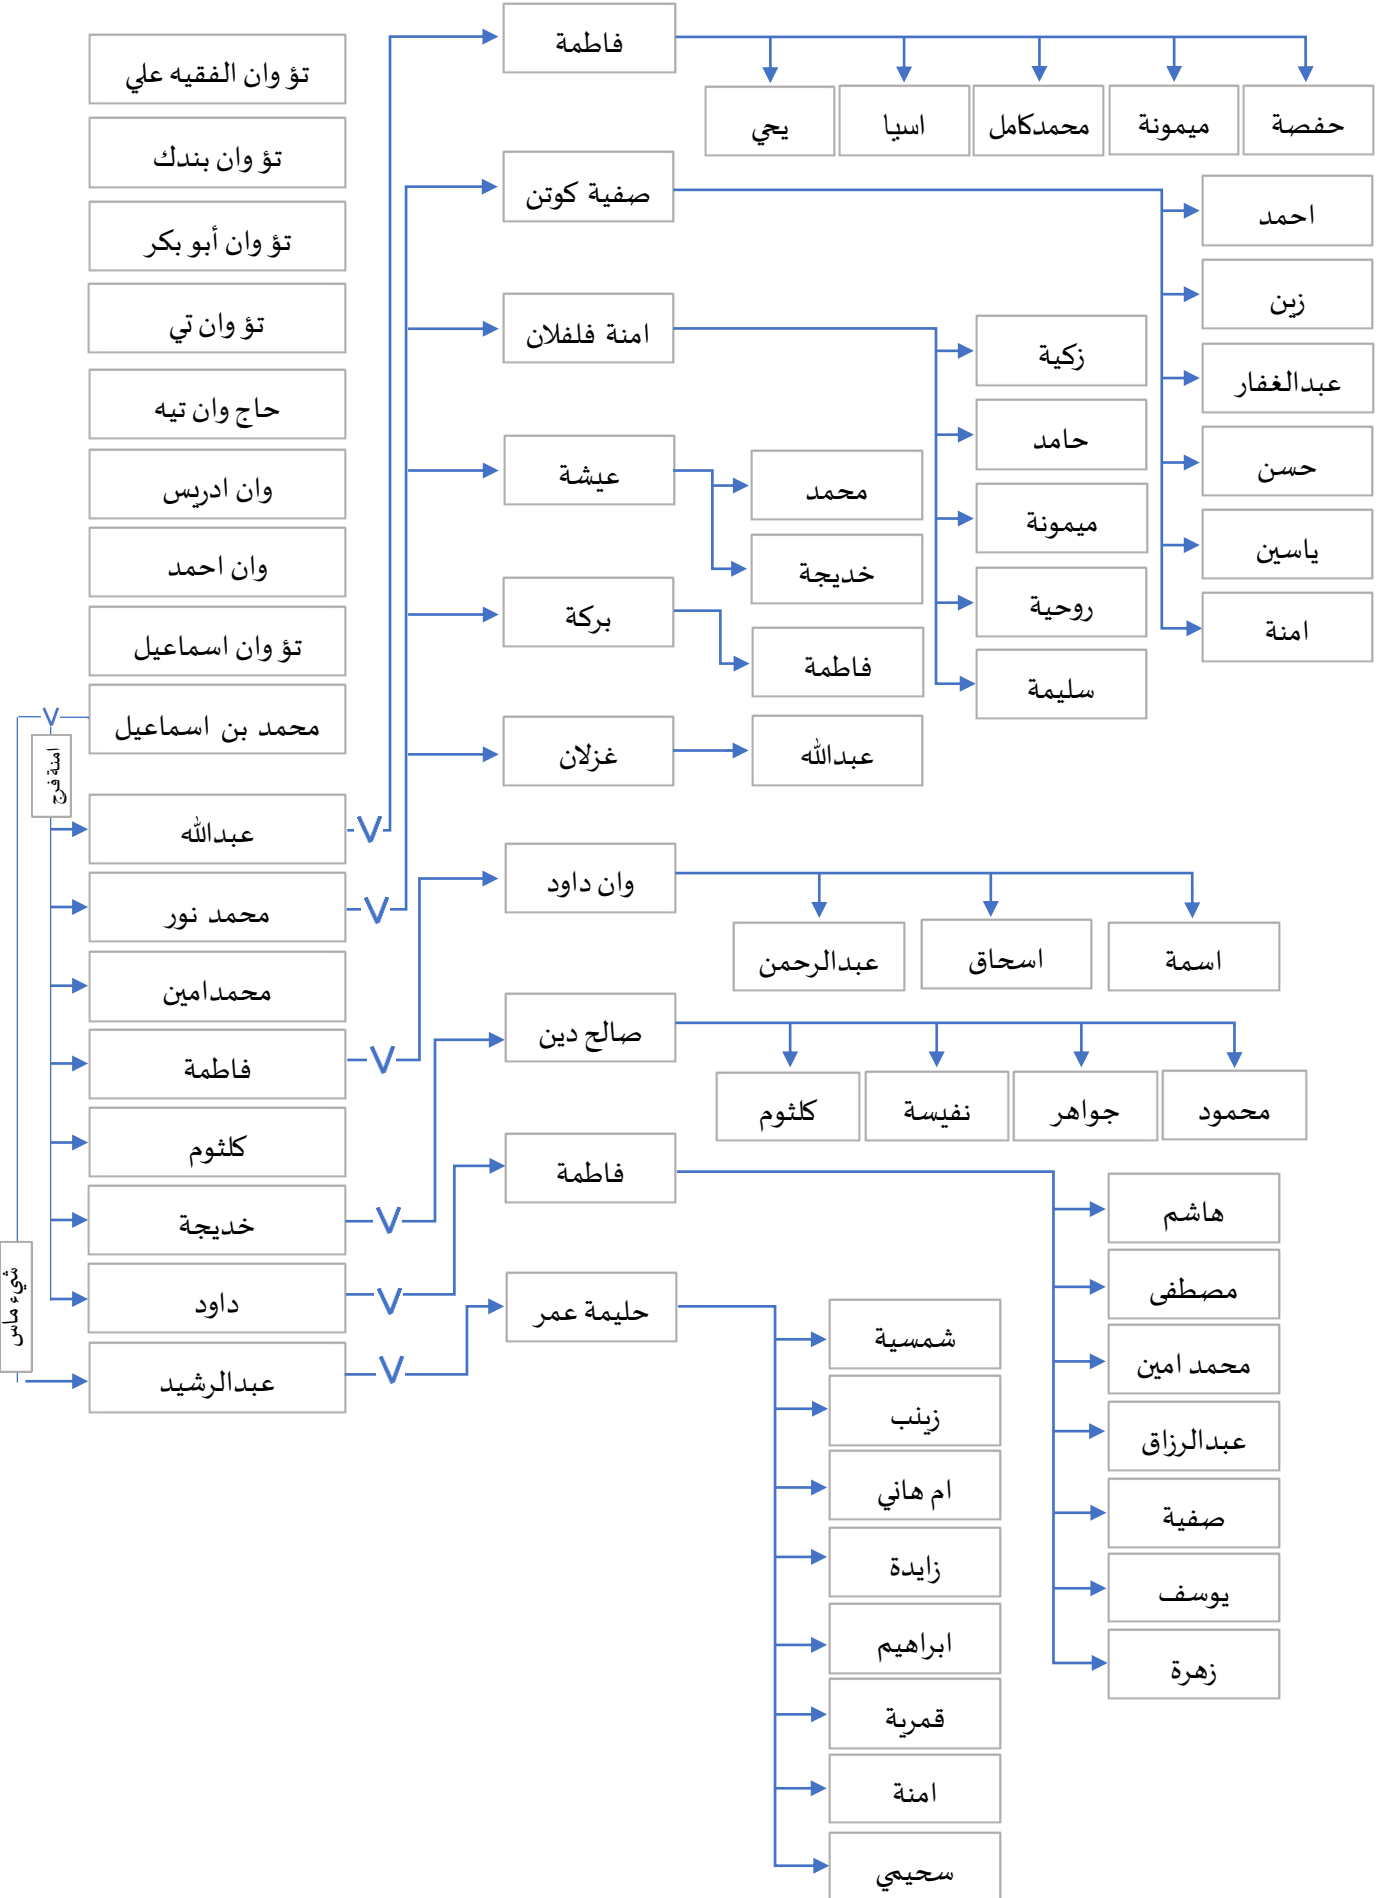 تؤ وان الفقيه علي
تؤ وان بندك
تؤ وان أبو بكر
تؤ وان تي
حاج وان تيه
وان ادريس
وان احمد
تؤ وان اسماعيل
محمد بن اسماعيل
امنة فرج
شيء ماس
عبدالله
محمد نور
محمدامين
فاطمة
كلثوم
خديجة
داود
عبدالرشيد
فاطمة
حفصة
ميمونة
محمدكامل
اسيا
يحي
صفية كوتن
احمد
زين
عبدالغفار
حسن
ياسين
امنة
امنة فلفلان
زكية
حامد
ميمونة
روحية
سليمة
عيشة
محمد
خديجة
بركة
فاطمة
غزلان
عبدالله
وان داود
اسمة
اسحاق
عبدالرحمن
صالح دين
محمود
جواهر
نفيسة
كلثوم
فاطمة
هاشم
مصطفى
محمد امين
عبدالرزاق
صفية
يوسف
زهرة
حليمة عمر
شمسية
زينب
ام هاني
زايدة
ابراهيم
قمرية
امنة
سحيمي